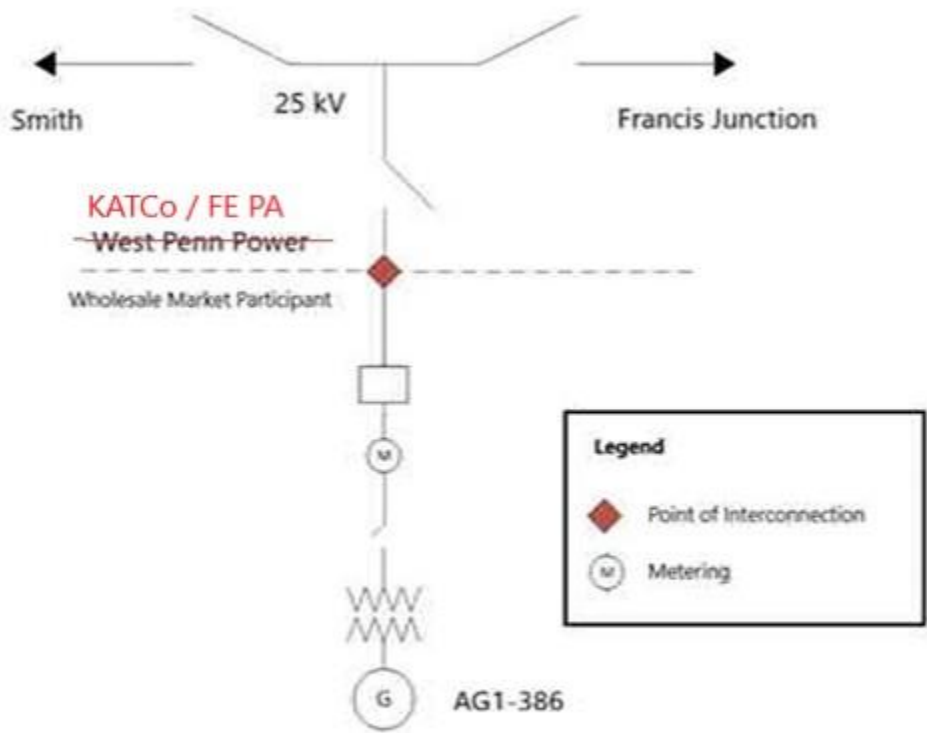 25 kV
Smith
Francis Junction
KATCo / FE PA
West Penn Power
Wholesale Market Participant
M
Legend
Point of Interconnection
M Metering
G
AG1-386